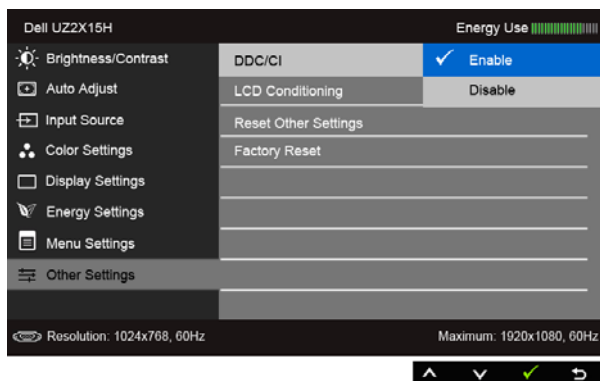 Dell UZ2X15H Energy Use
Brightness/Contrast DDC/CI Enable
Auto Adjust LCD Conditioning Disable
Input Source Reset Other Settings
Color Settings Factory Reset
Display Settings
Energy Settings
Menu Settings
Other Settings
Resolution: 1024x768, 60Hz Maximum: 1920x1080, 60Hz